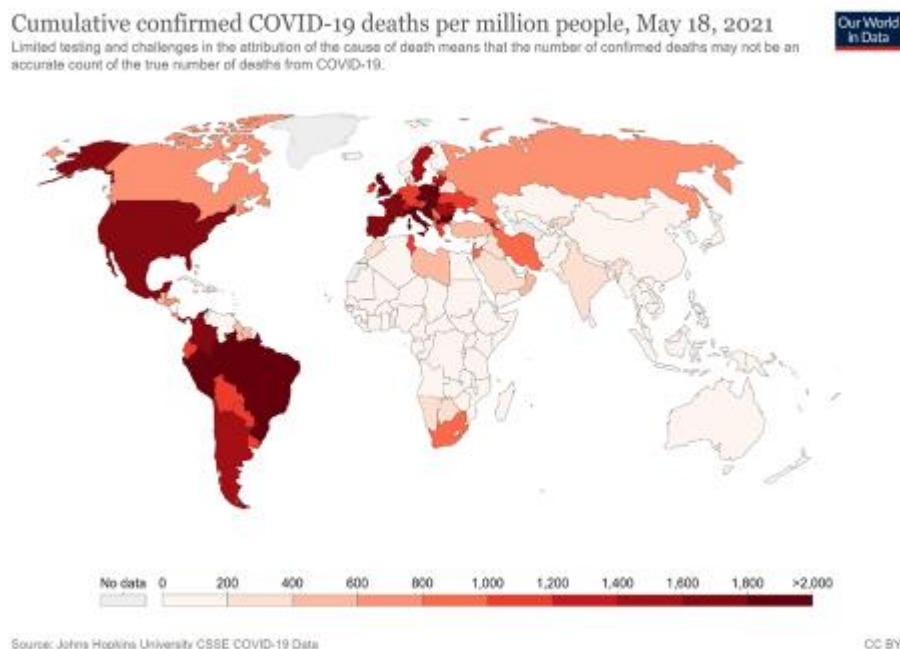 Cumulative confirmed COVID-19 deaths per million people, May 18, 2021
Our World
in Data
Limited testing and challenges in the attribution of the cause of death means that the number of confirmed deaths may not be an
accurate count of the true number of deaths from COVID-19.
No data 0 200 400 600 800 1,000 1,200 1,400 1,600 1,800 >2,000
Source: Johns Hopkins University CSSE COVID-19 Data
CC BY